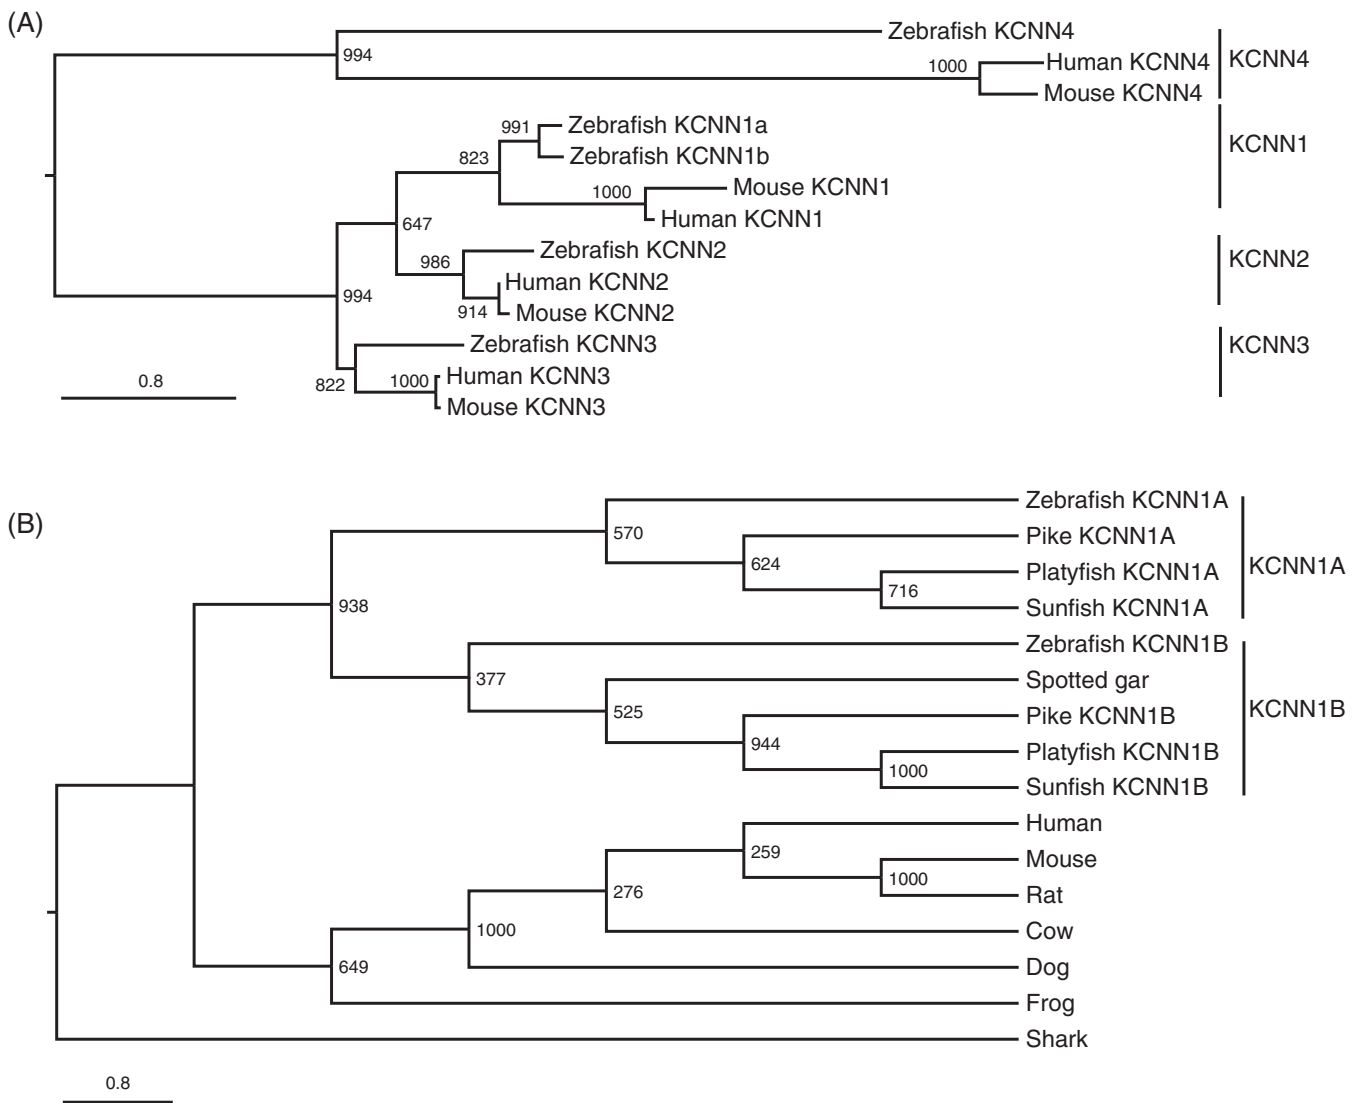 (A)
Zebrafish KCNN4
994
1000
Human KCNN4
KCNN4
Mouse KCNN4
991
Zebrafish KCNN1a
823
Zebrafish KCNN1b
KCNN1
1000
Mouse KCNN1
Human KCNN1
647
986
Zebrafish KCNN2
KCNN2
Human KCNN2
914
Mouse KCNN2
994
Zebrafish KCNN3
KCNN3
822
1000
Human KCNN3
Mouse KCNN3
0.8
(B)
Zebrafish KCNN1A
570
Pike KCNN1A
624
Platyfish KCNN1A
KCNN1A
716
Sunfish KCNN1A
938
Zebrafish KCNN1B
377
Spotted gar
525
Pike KCNN1B
KCNN1B
944
Platyfish KCNN1B
1000
Sunfish KCNN1B
Human
259
Mouse
1000
Rat
276
Cow
1000
Dog
649
Frog
Shark
0.8